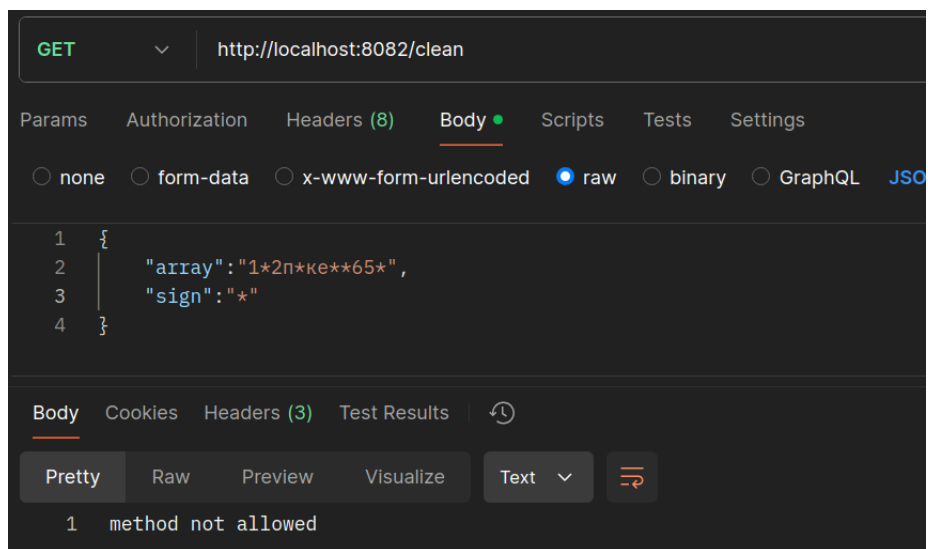 GET http://localhost:8082/clean
Params Authorization Headers (8) Body Scripts Tests Settings
none form-data x-www-form-urlencoded raw binary GraphQL JSO
1 {
2 "array":"1*2п*ке**65*",
3 "sign":"*"
4 }
Body Cookies Headers (3) Test Results
Pretty Raw Preview Visualize Text
1 method not allowed